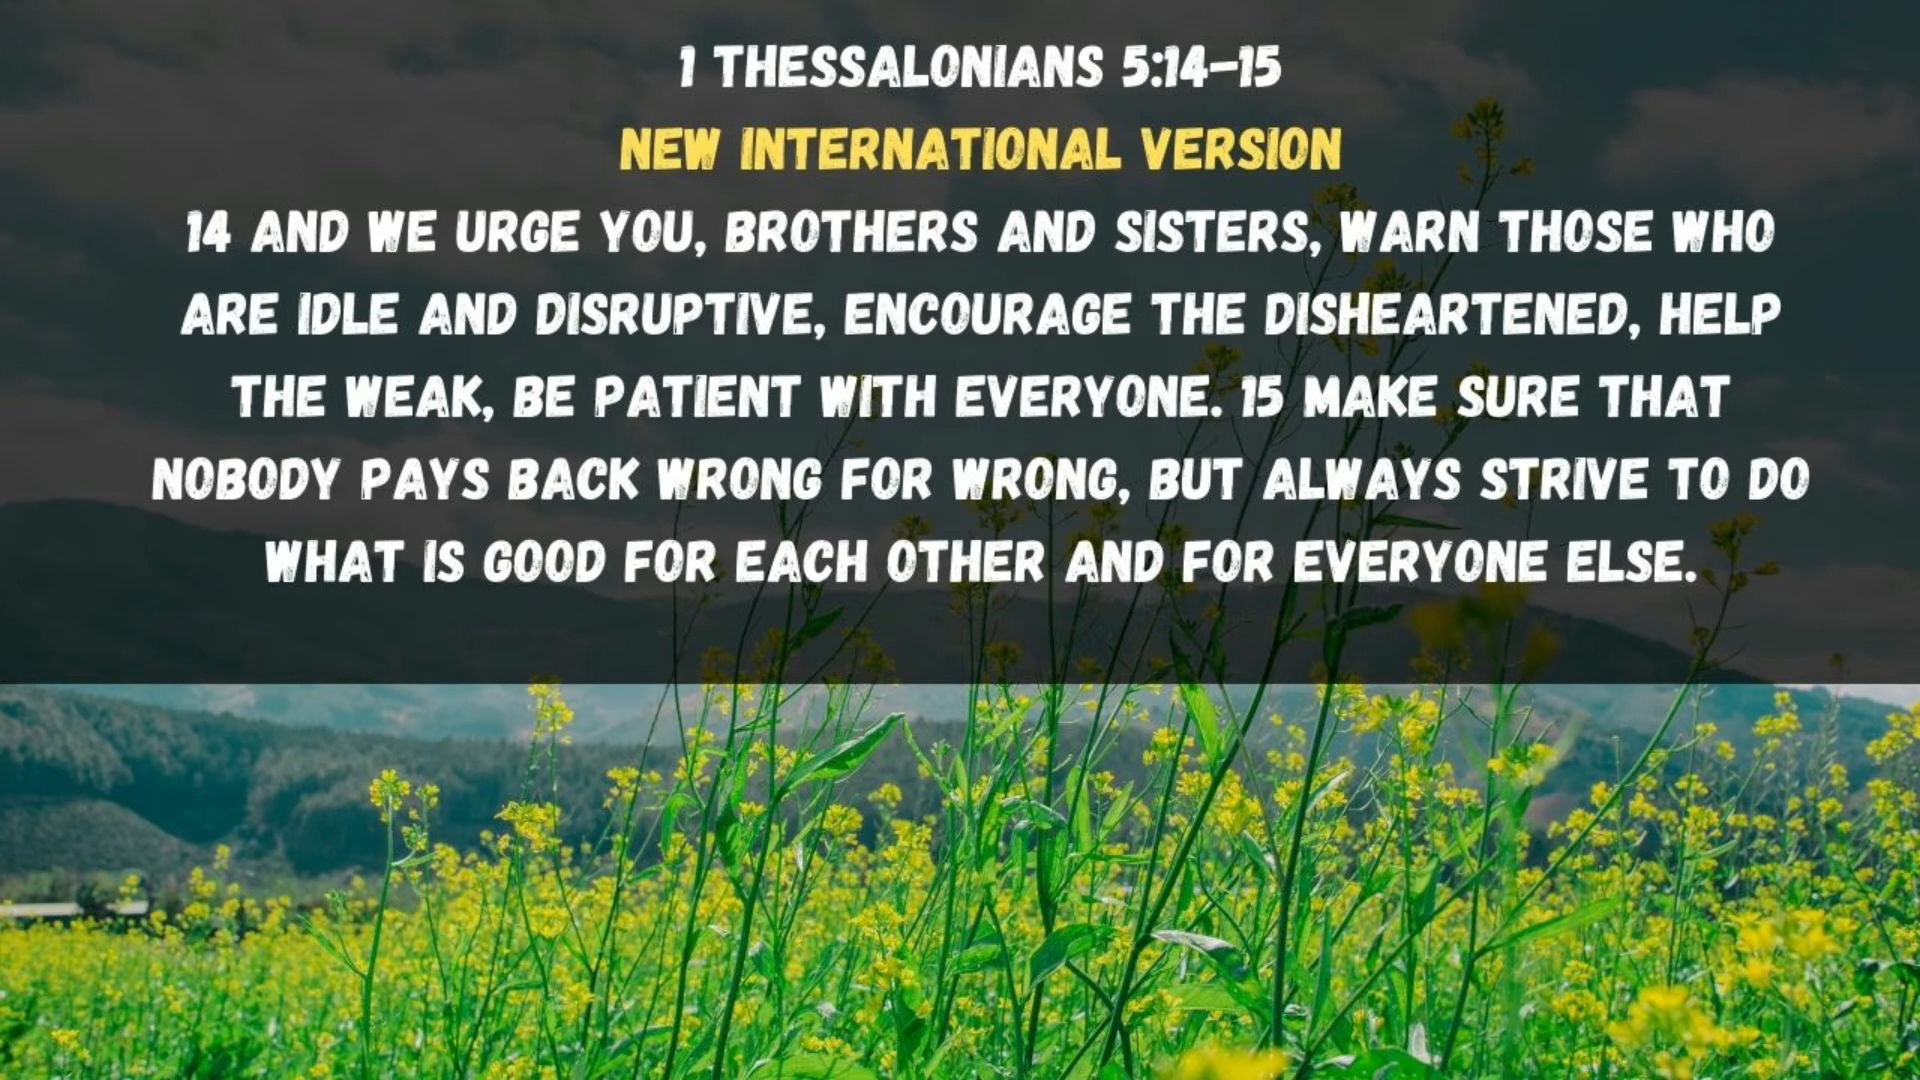 1 THESSALONIANS 5:14–15
NEW INTERNATIONAL VERSION
14 AND WE URGE YOU, BROTHERS AND SISTERS, WARN THOSE WHO
ARE IDLE AND DISRUPTIVE, ENCOURAGE THE DISHEARTENED, HELP
THE WEAK, BE PATIENT WITH EVERYONE. 15 MAKE SURE THAT
NOBODY PAYS BACK WRONG FOR WRONG, BUT ALWAYS STRIVE TO DO
WHAT IS GOOD FOR EACH OTHER AND FOR EVERYONE ELSE.